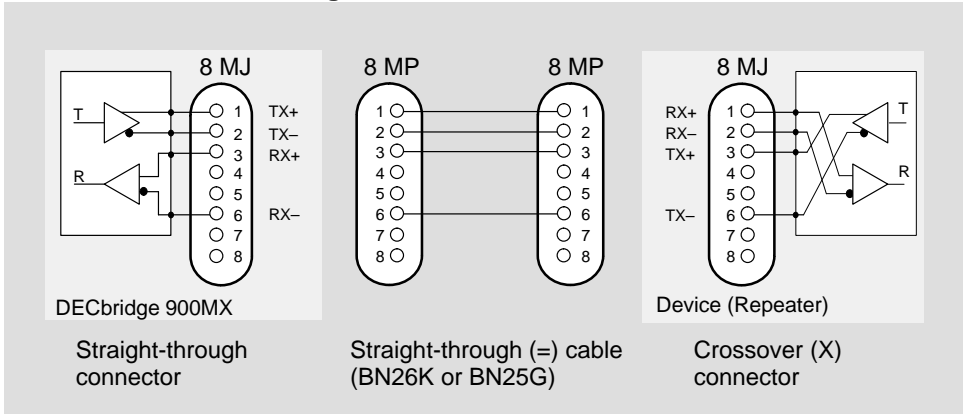 8 MJ
T
R
1 TX+
2 TX–
3 RX+
4
5
6 RX–
7
8
DECbridge 900MX
Straight-through
connector
8 MP 8 MP
1 1
2 2
3 3
4 4
5 5
6 6
7 7
8 8
Straight-through (=) cable
(BN26K or BN25G)
8 MJ
RX+ 1
RX– 2
TX+ 3
4
5
TX– 6
7
8
T
R
Device (Repeater)
Crossover (X)
connector